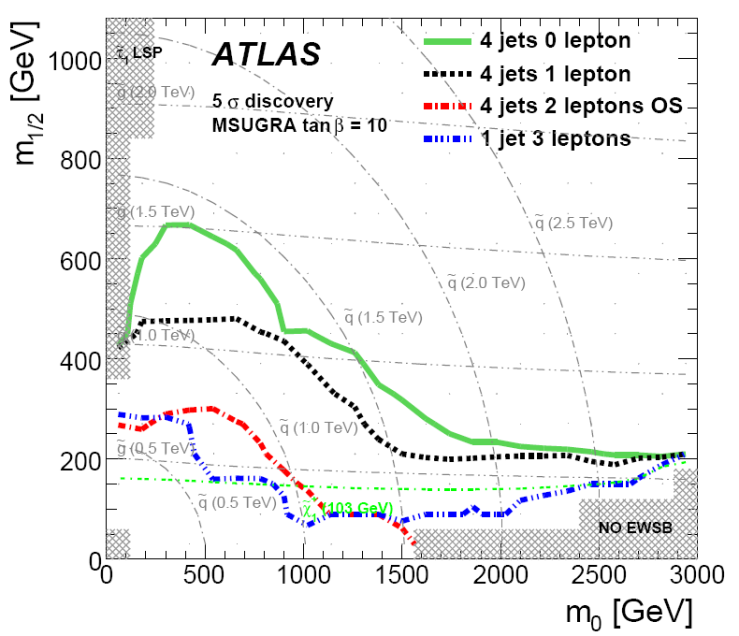 m1/2 [GeV]
1000
800
600
400
200
0
τ̃1 LSP
ATLAS
5 σ discovery
MSUGRA tan β = 10
4 jets 0 lepton
4 jets 1 lepton
4 jets 2 leptons OS
1 jet 3 leptons
g̃ (2.0 TeV)
g̃ (1.5 TeV)
g̃ (1.0 TeV)
g̃ (0.5 TeV)
q̃ (2.5 TeV)
q̃ (2.0 TeV)
q̃ (1.5 TeV)
q̃ (1.0 TeV)
q̃ (0.5 TeV)
(103 GeV)
NO EWSB
0 500 1000 1500 2000 2500 3000
m0 [GeV]